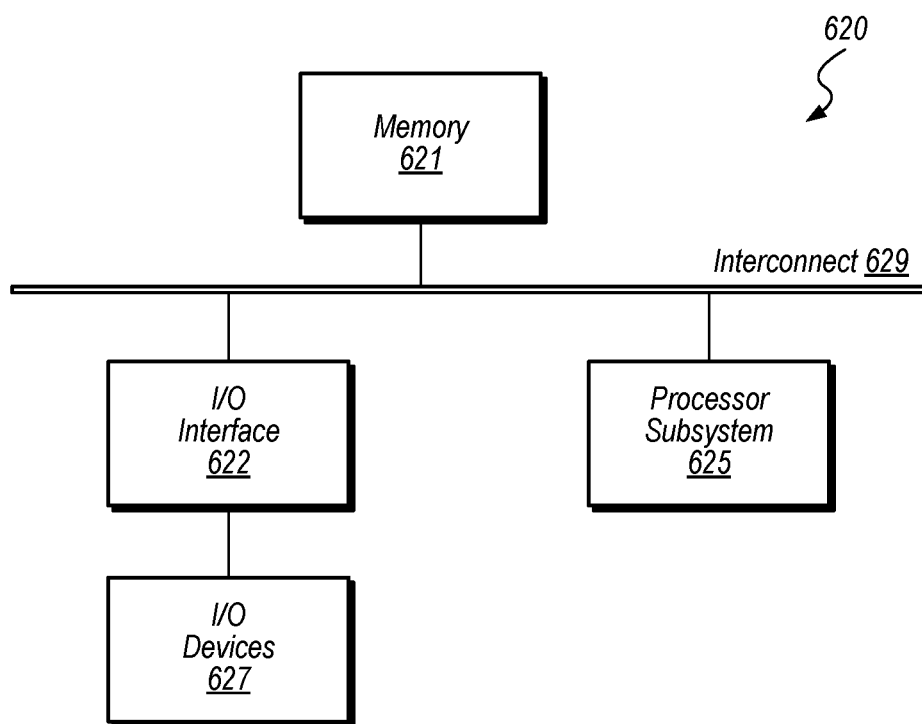 620
Memory
621
Interconnect 629
I/O
Interface
622
Processor
Subsystem
625
I/O
Devices
627